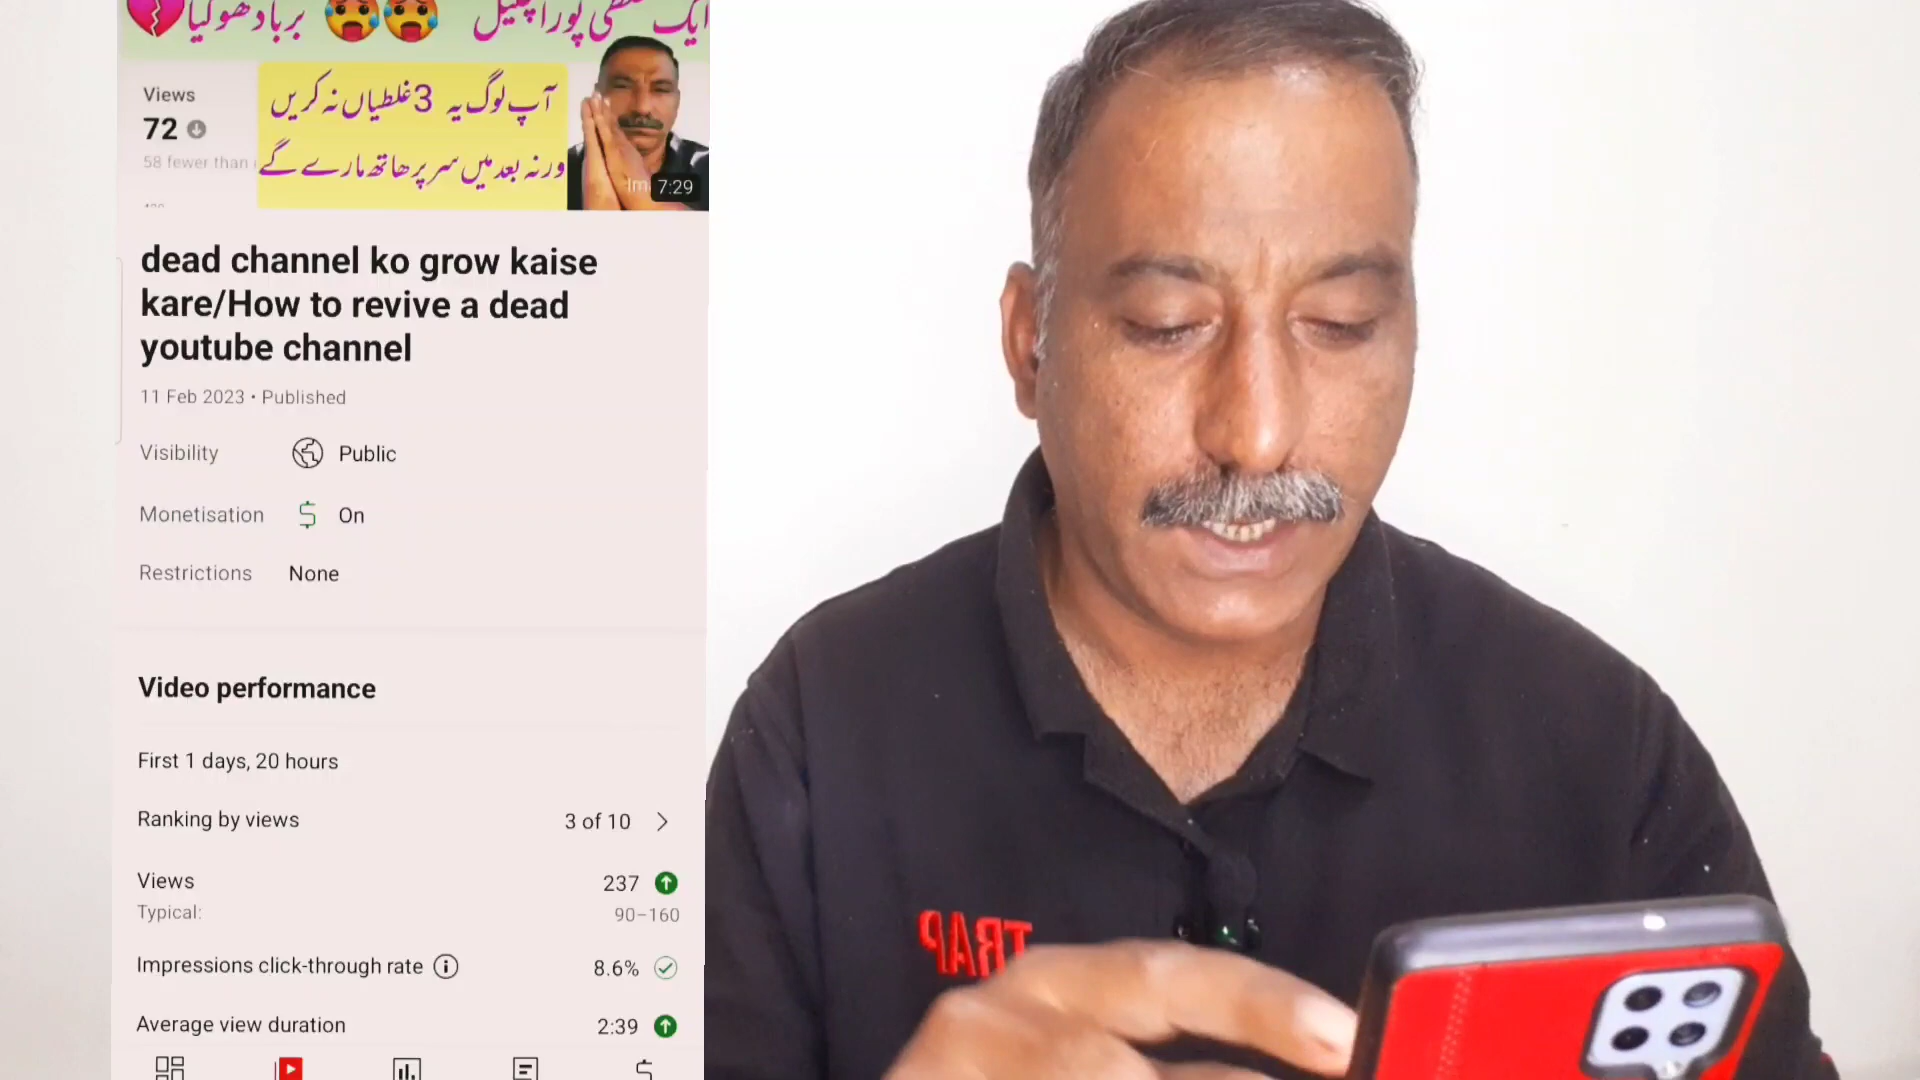 ایک غلطی پورا چینل برباد ھوگیا
Views
72
58 fewer than
آپ لوگ یہ 3 غلطیاں نہ کریں
ورنہ بعد میں سر پر ھاتھ مارے گے
7:29
dead channel ko grow kaise
kare/How to revive a dead
youtube channel
11 Feb 2023 • Published
Visibility Public
Monetisation On
Restrictions None
Video performance
First 1 days, 20 hours
Ranking by views 3 of 10
Views 237
Typical: 90–160
Impressions click-through rate 8.6%
Average view duration 2:39
TRAP